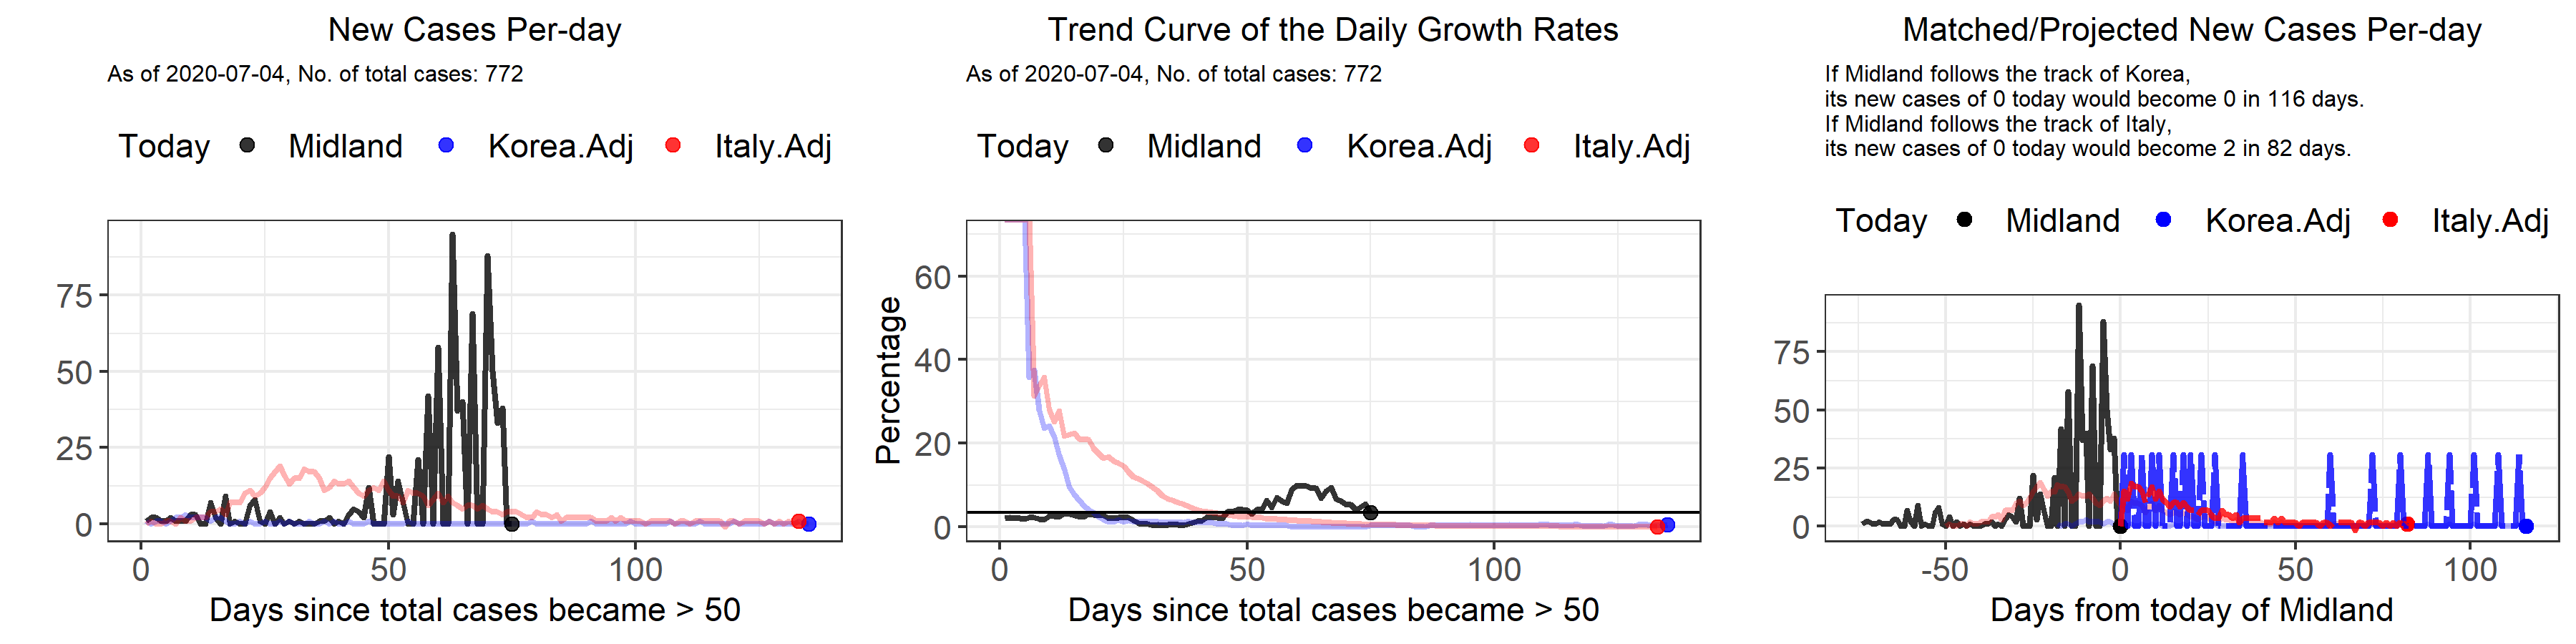 New Cases Per-day
As of 2020-07-04, No. of total cases: 772
Today Midland Korea.Adj Italy.Adj
75
50
25
0
0 50 100
Days since total cases became > 50
Trend Curve of the Daily Growth Rates
As of 2020-07-04, No. of total cases: 772
Today Midland Korea.Adj Italy.Adj
Percentage
60
40
20
0
0 50 100
Days since total cases became > 50
Matched/Projected New Cases Per-day
If Midland follows the track of Korea,
its new cases of 0 today would become 0 in 116 days.
If Midland follows the track of Italy,
its new cases of 0 today would become 2 in 82 days.
Today Midland Korea.Adj Italy.Adj
75
50
25
0
-50 0 50 100
Days from today of Midland